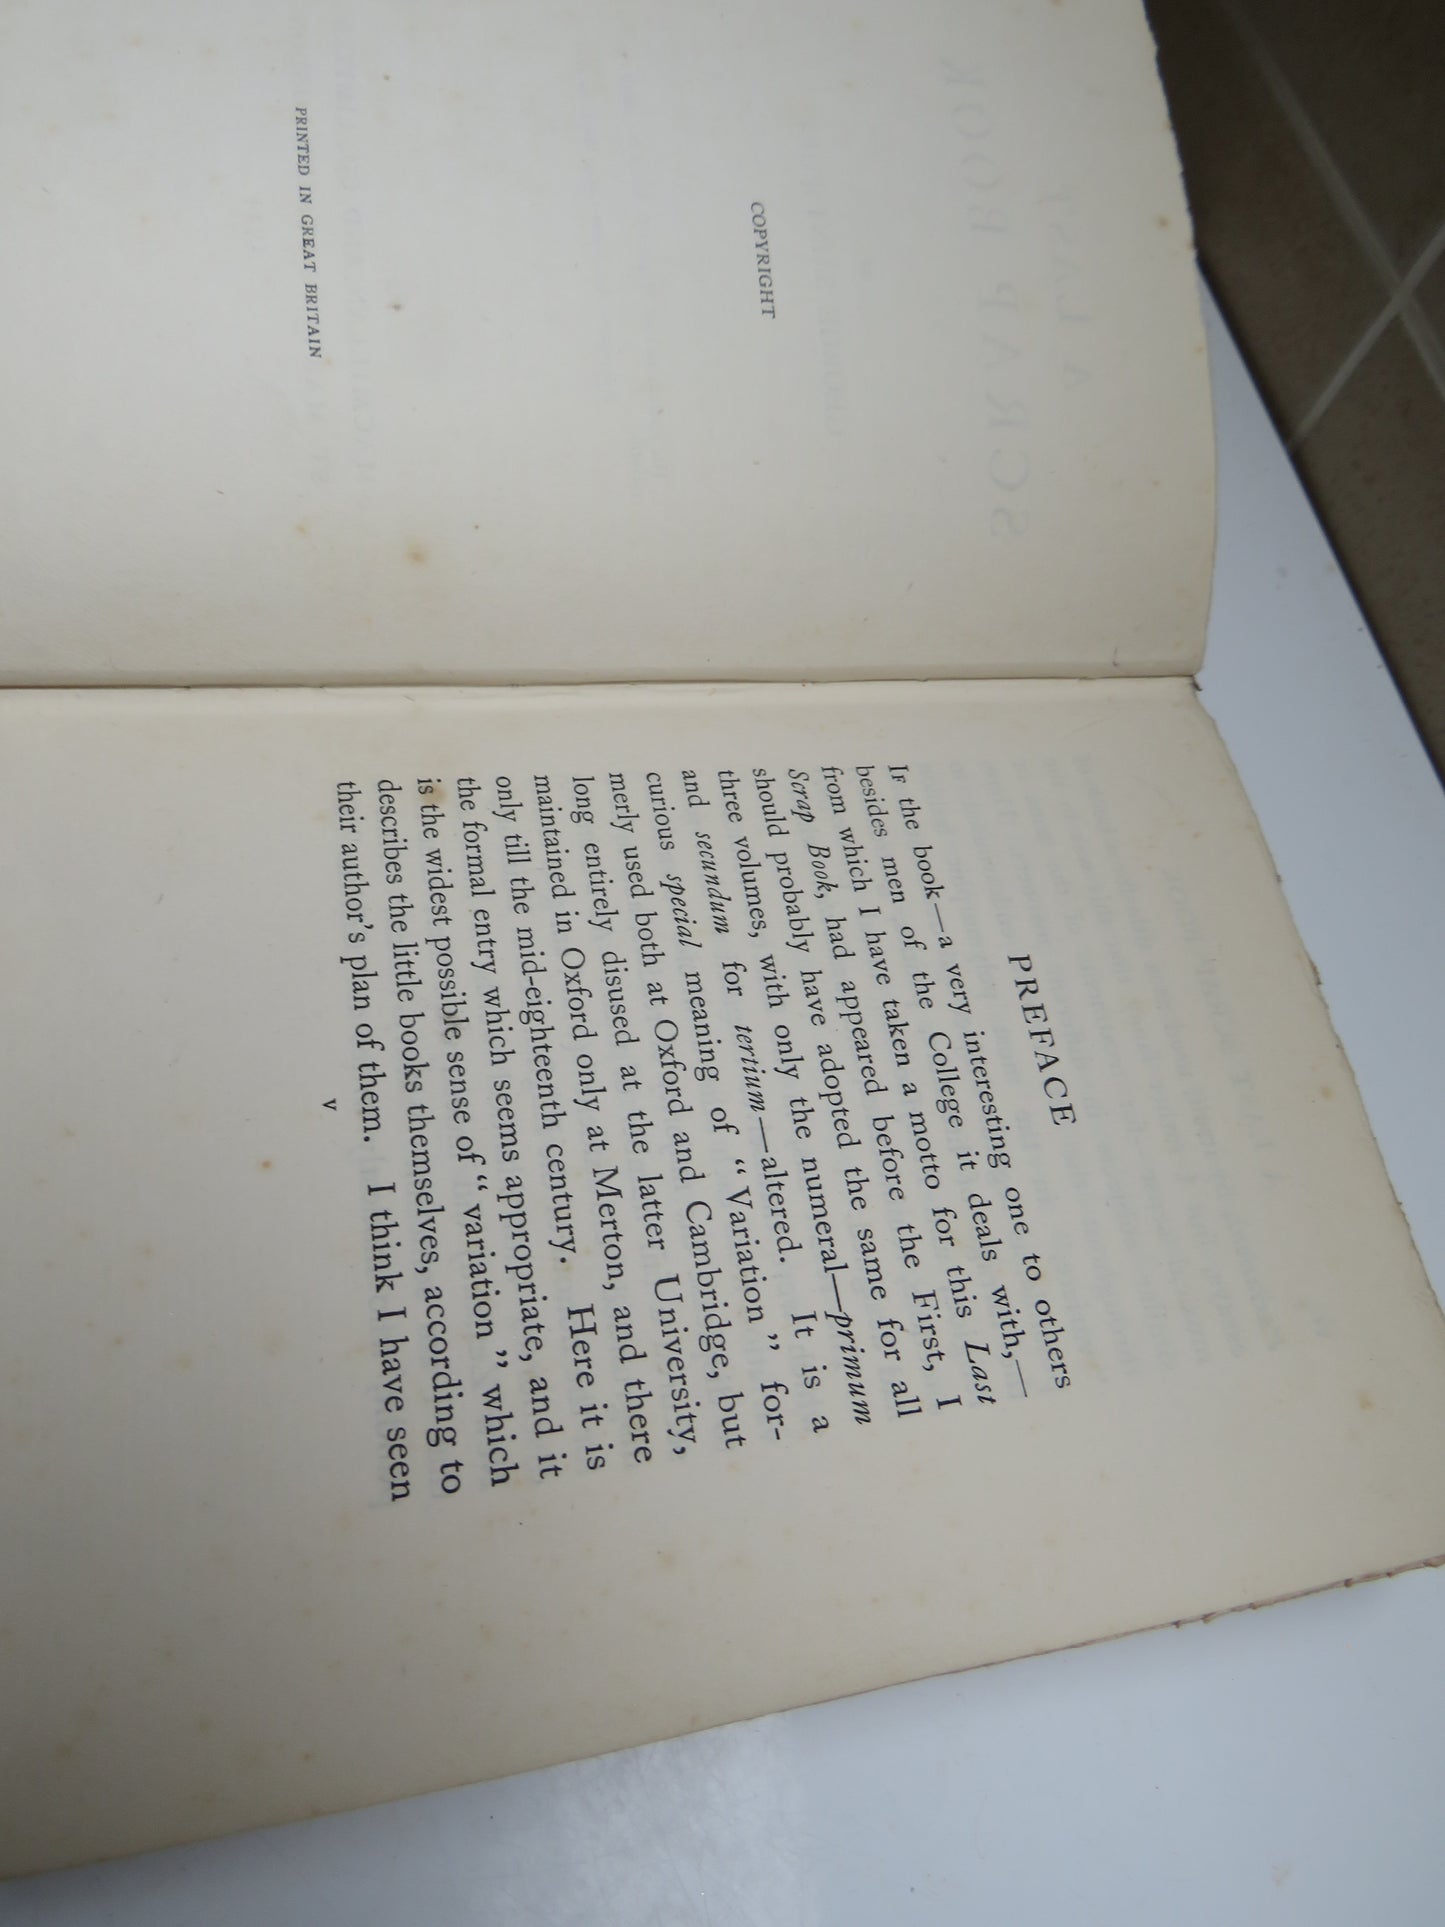 COPYRIGHT
PRINTED IN GREAT BRITAIN
PREFACE
IF the book—a very interesting one to others
besides men of the College it deals with,—
from which I have taken a motto for this Last
Scrap Book, had appeared before the First, I
should probably have adopted the same for all
three volumes, with only the numeral—primum
and secundum for tertium—altered. It is a
curious special meaning of “Variation” for-
merly used both at Oxford and Cambridge, but
long entirely disused at the latter University,
maintained in Oxford only at Merton, and there
only till the mid-eighteenth century. Here it is
the formal entry which seems appropriate, and it
is the widest possible sense of “variation” which
describes the little books themselves, according to
their author’s plan of them. I think I have seen
v